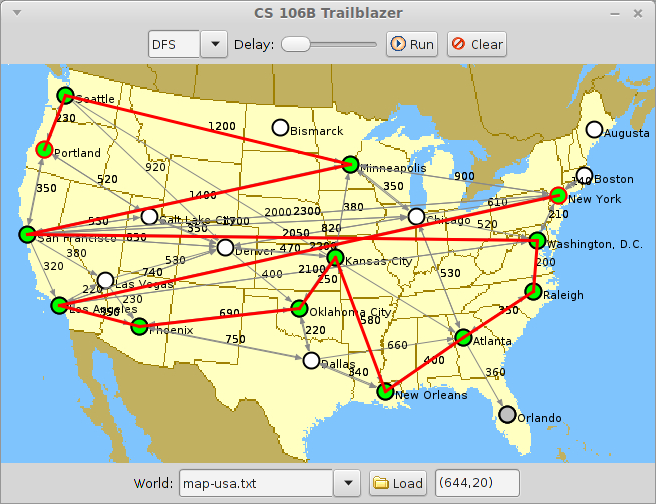 CS 106B Trailblazer
DFS Delay: Run Clear
Seattle
230
1200
Bismarck
Augusta
Portland
920
Minneapolis
900
140
Boston
350
520
1400
350
New York
610
530
Salt Lake City
1700
2000
2300
380
Chicago
210
San Francisco
650
350
2050
820
520
Washington, D.C.
380
Denver
470
2200
Kansas City
320
530
740
400
2100
250
530
200
220
Las Vegas
230
Raleigh
Los Angeles
350
690
Oklahoma City
580
350
Phoenix
750
220
660
Atlanta
Dallas
400
340
360
New Orleans
Orlando
World: map-usa.txt Load (644,20)